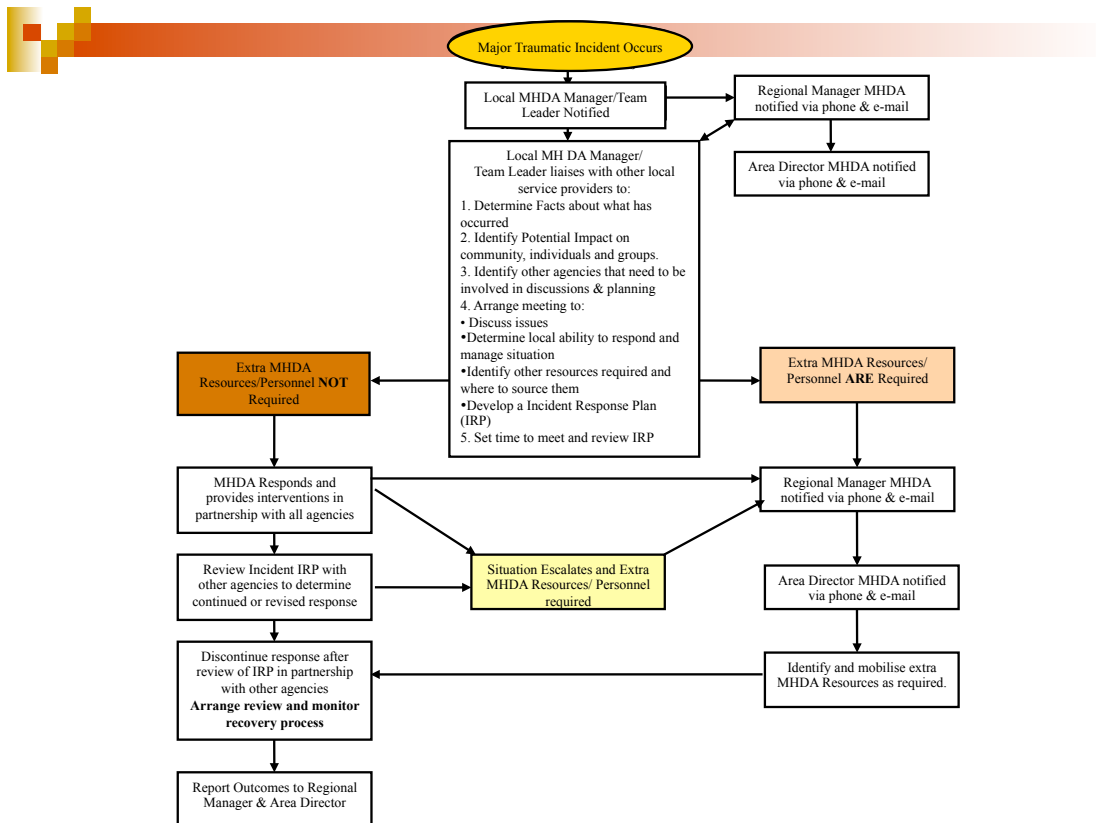 Major Traumatic Incident Occurs
Local MHDA Manager/Team
Leader Notified
Regional Manager MHDA
notified via phone & e-mail
Area Director MHDA notified
via phone & e-mail
Local MH DA Manager/
Team Leader liaises with other local
service providers to:
1. Determine Facts about what has
occurred
2. Identify Potential Impact on
community, individuals and groups.
3. Identify other agencies that need to be
involved in discussions & planning
4. Arrange meeting to:
• Discuss issues
•Determine local ability to respond and
manage situation
•Identify other resources required and
where to source them
•Develop a Incident Response Plan
(IRP)
5. Set time to meet and review IRP
Extra MHDA
Resources/Personnel NOT
Required
Extra MHDA Resources/
Personnel ARE Required
MHDA Responds and
provides interventions in
partnership with all agencies
Regional Manager MHDA
notified via phone & e-mail
Review Incident IRP with
other agencies to determine
continued or revised response
Situation Escalates and Extra
MHDA Resources/ Personnel
required
Area Director MHDA notified
via phone & e-mail
Discontinue response after
review of IRP in partnership
with other agencies
Arrange review and monitor
recovery process
Identify and mobilise extra
MHDA Resources as required.
Report Outcomes to Regional
Manager & Area Director